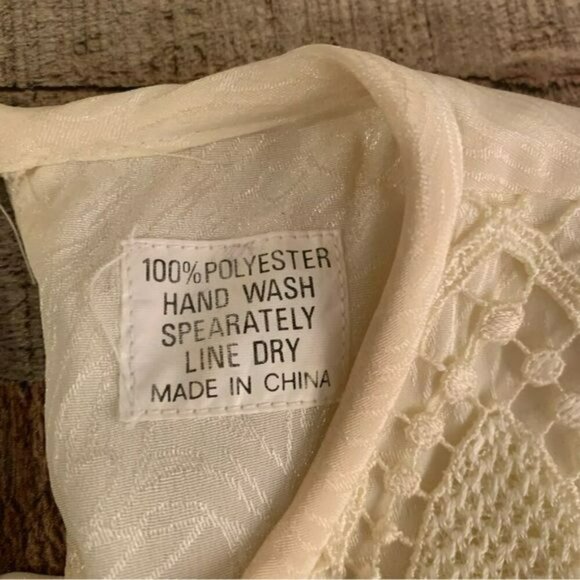 100% POLYESTER
HAND WASH
SPEARATELY
LINE DRY
MADE IN CHINA